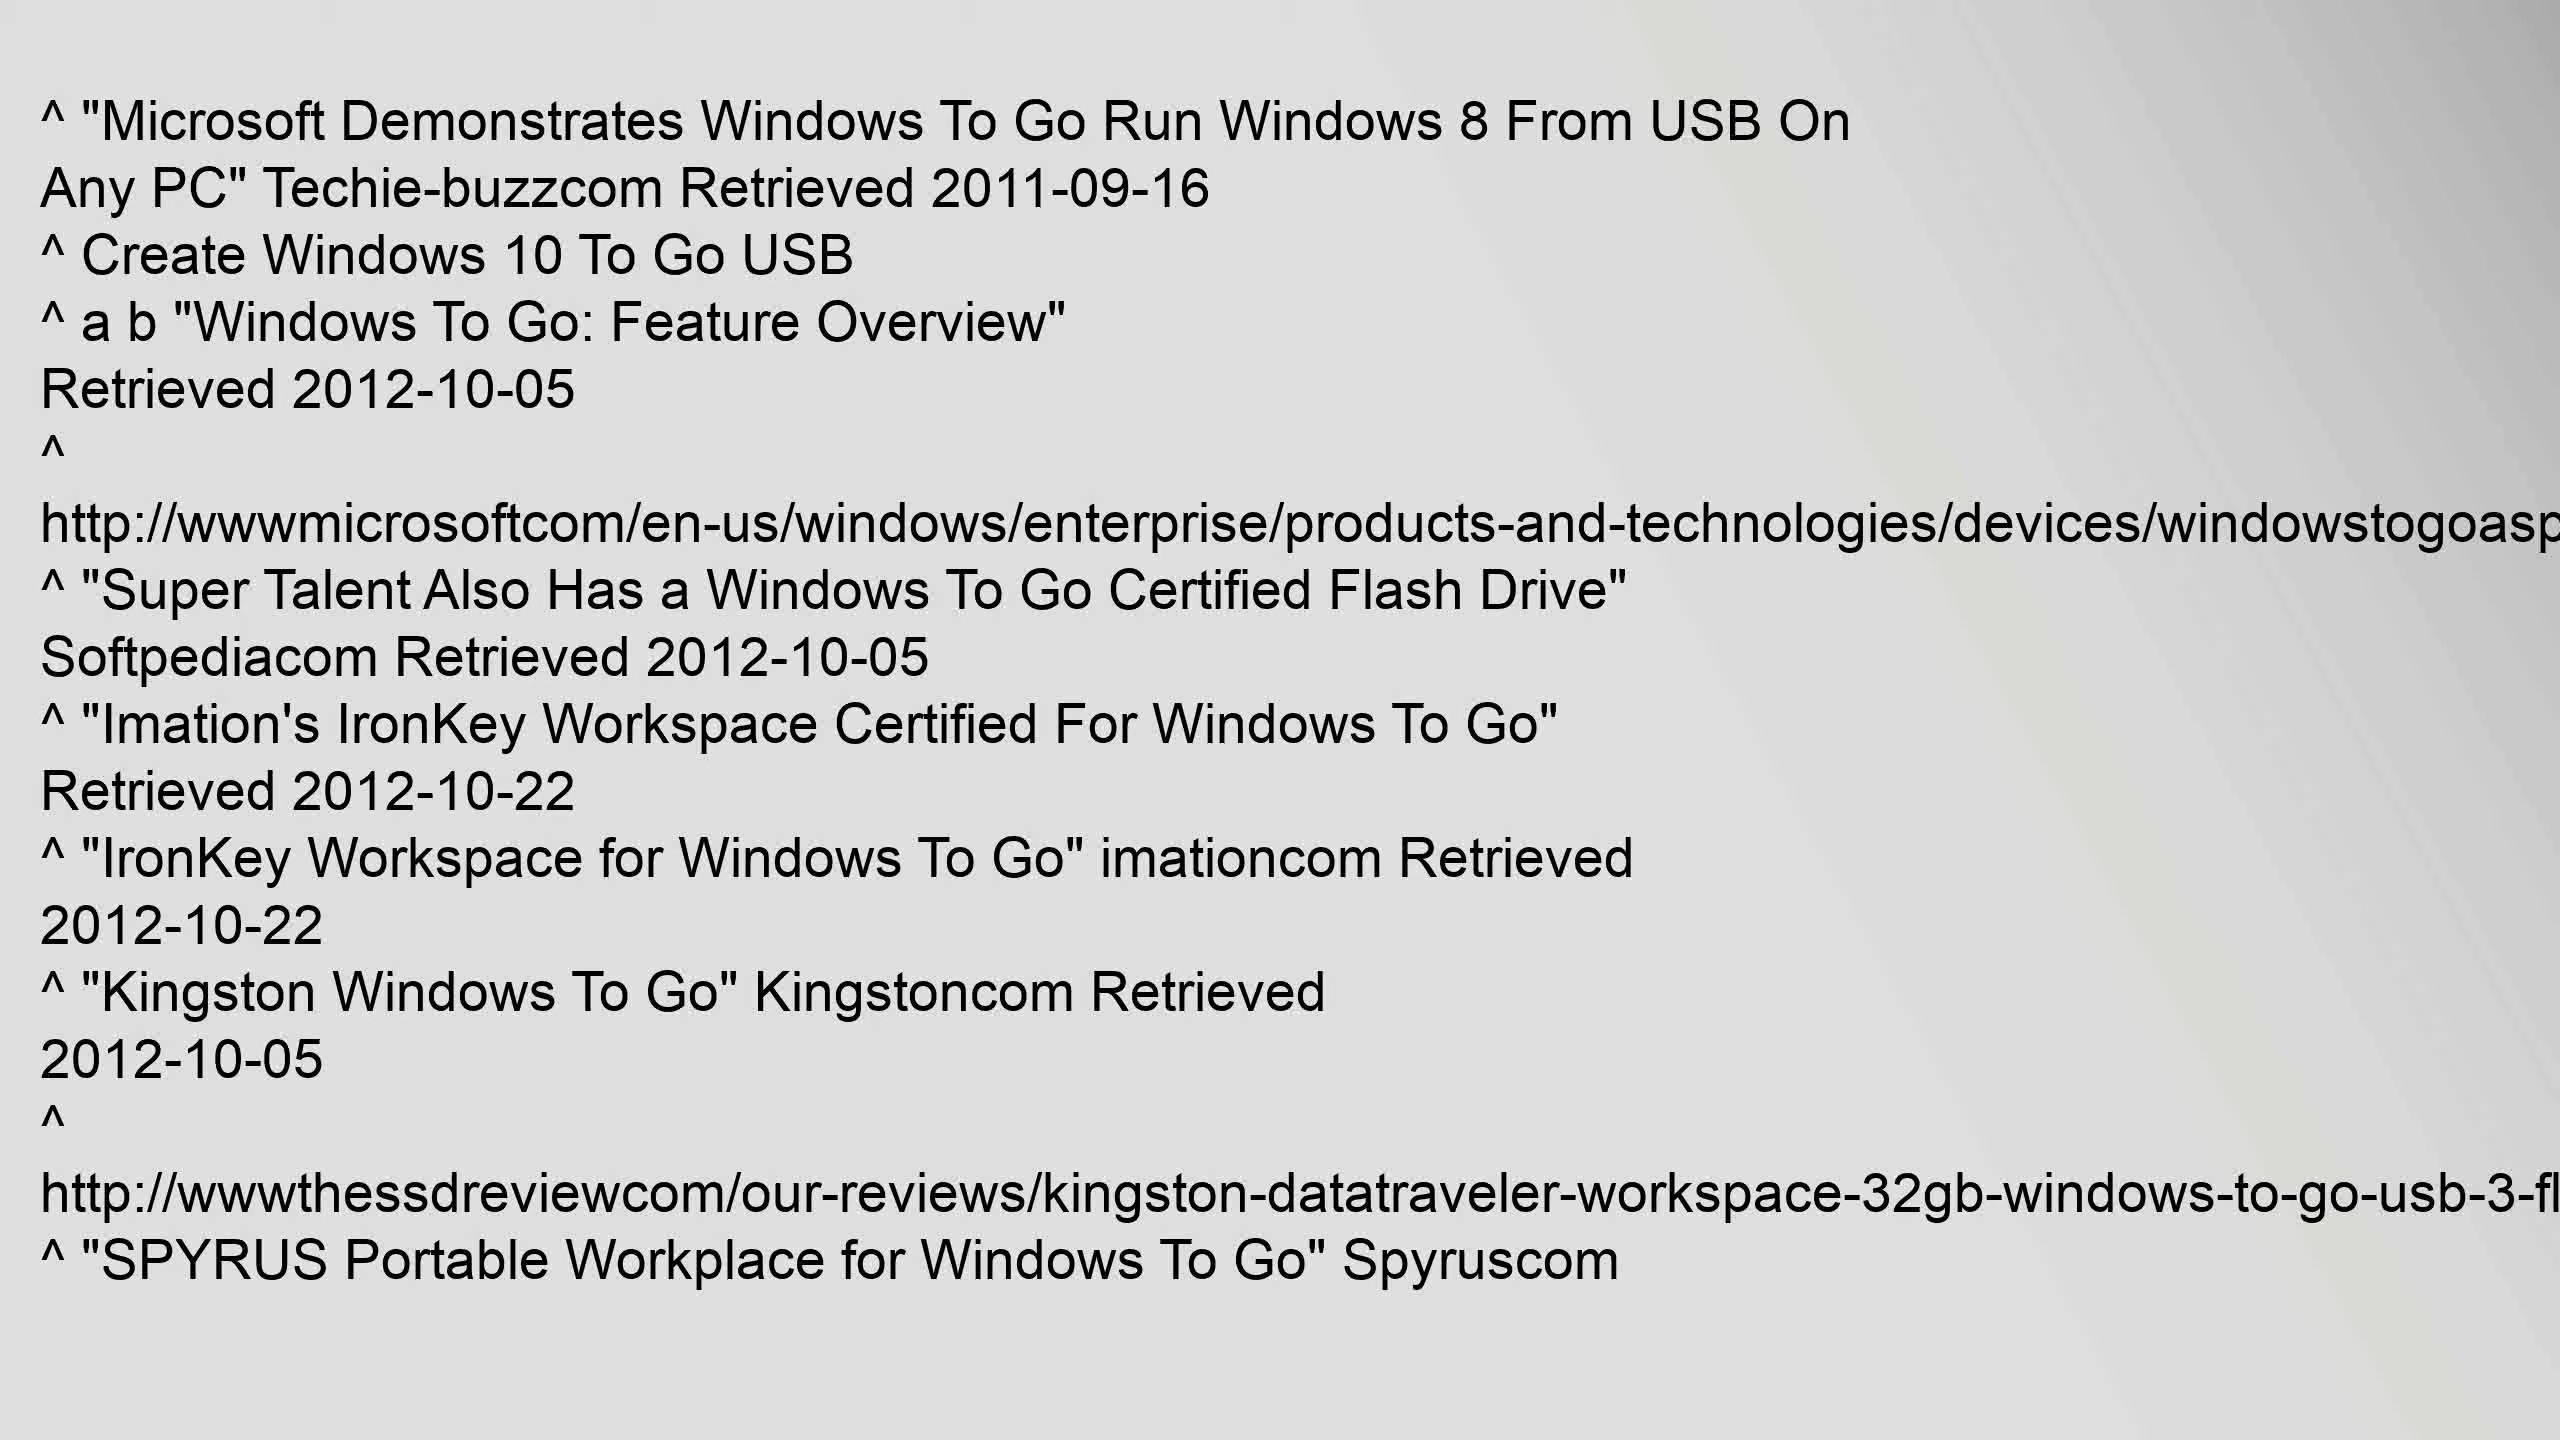 ^ "Microsoft Demonstrates Windows To Go Run Windows 8 From USB On
Any PC" Techie-buzzcom Retrieved 2011-09-16
^ Create Windows 10 To Go USB
^ a b "Windows To Go: Feature Overview"
Retrieved 2012-10-05
^
http://wwwmicrosoftcom/en-us/windows/enterprise/products-and-technologies/devices/windowstogoasp
^ "Super Talent Also Has a Windows To Go Certified Flash Drive"
Softpediacom Retrieved 2012-10-05
^ "Imation's IronKey Workspace Certified For Windows To Go"
Retrieved 2012-10-22
^ "IronKey Workspace for Windows To Go" imationcom Retrieved
2012-10-22
^ "Kingston Windows To Go" Kingstoncom Retrieved
2012-10-05
^
http://wwwthessdreviewcom/our-reviews/kingston-datatraveler-workspace-32gb-windows-to-go-usb-3-fl
^ "SPYRUS Portable Workplace for Windows To Go" Spyruscom